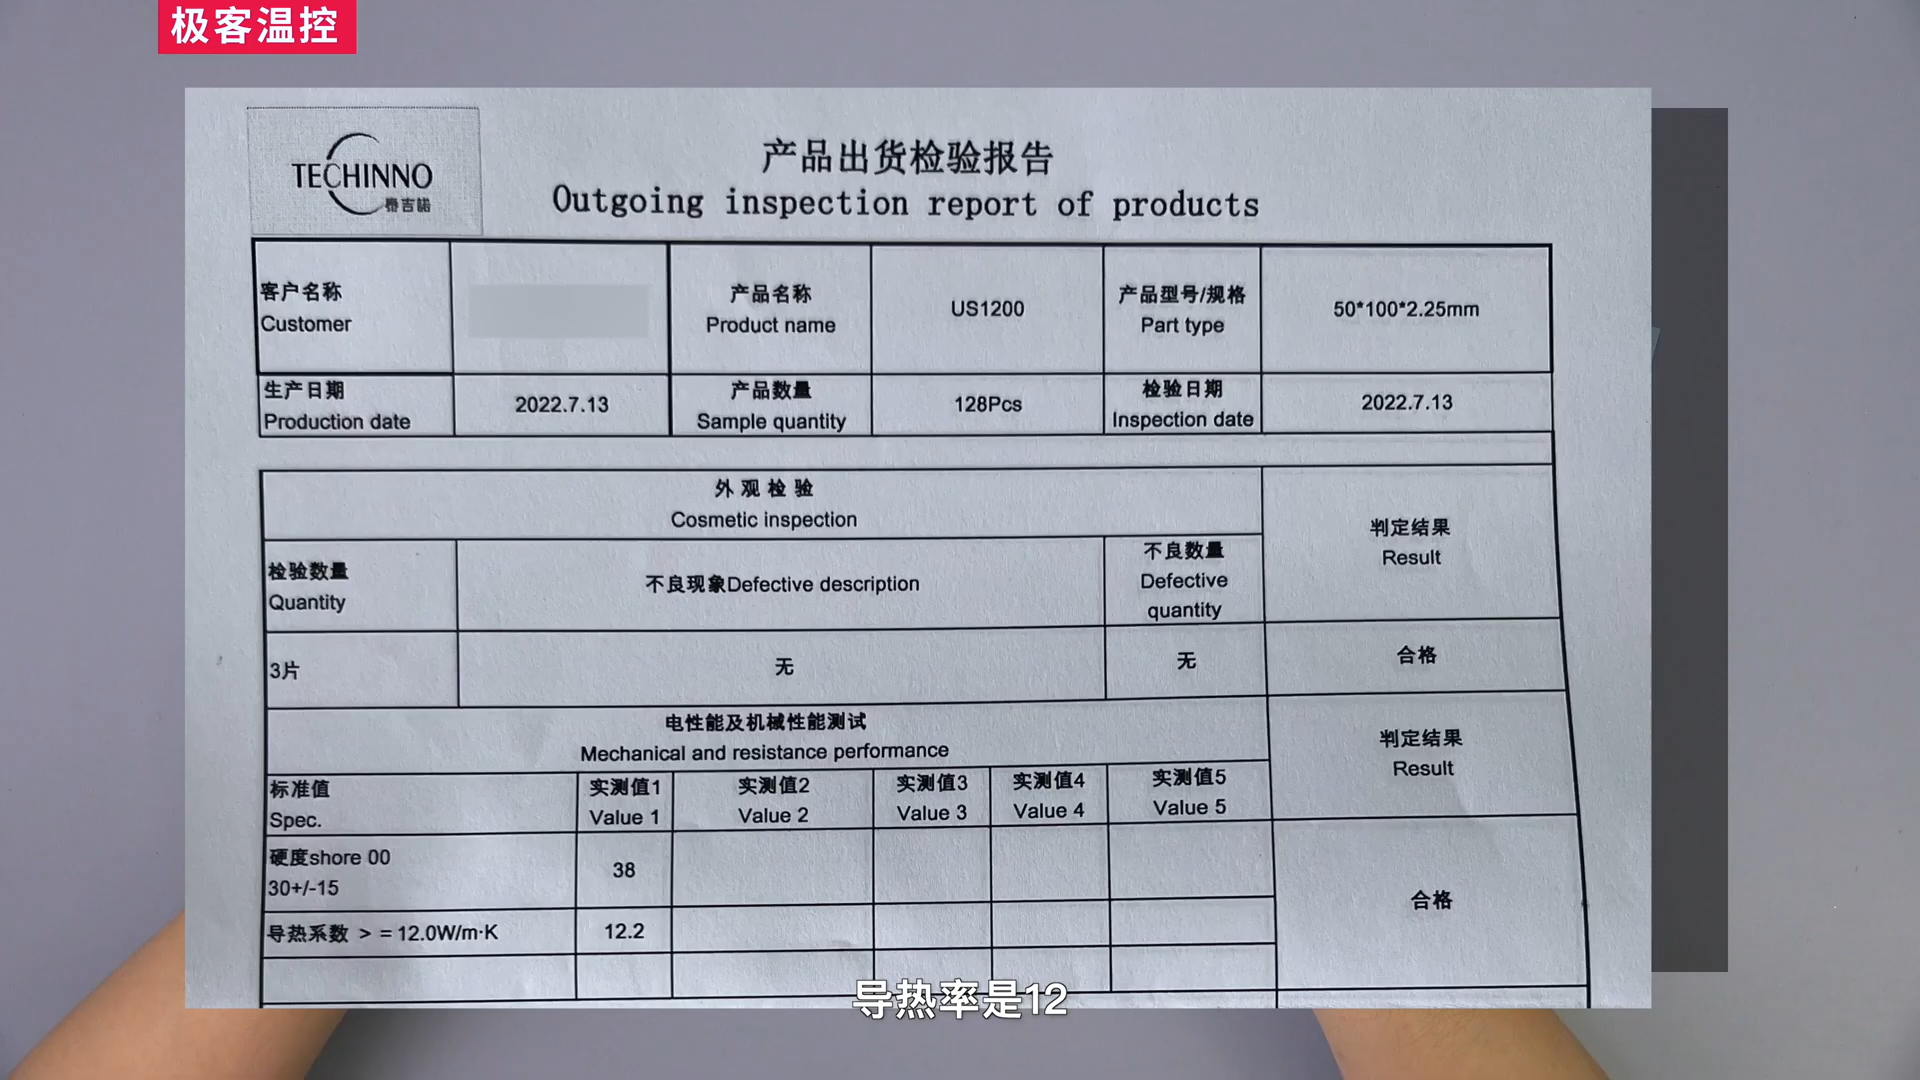 极客温控
TECHINNO
泰吉諾
产品出货检验报告
Outgoing inspection report of products
客户名称
Customer
产品名称
Product name
US1200
产品型号/规格
Part type
50*100*2.25mm
生产日期
Production date
2022.7.13
产品数量
Sample quantity
128Pcs
检验日期
Inspection date
2022.7.13
外观检验
Cosmetic inspection
判定结果
Result
检验数量
Quantity
不良现象Defective description
不良数量
Defective
quantity
3片
无
无
合格
电性能及机械性能测试
Mechanical and resistance performance
判定结果
Result
标准值
Spec.
实测值1
Value 1
实测值2
Value 2
实测值3
Value 3
实测值4
Value 4
实测值5
Value 5
硬度shore 00
30+/-15
38
合格
导热系数 > = 12.0W/m·K
12.2
导热率是12